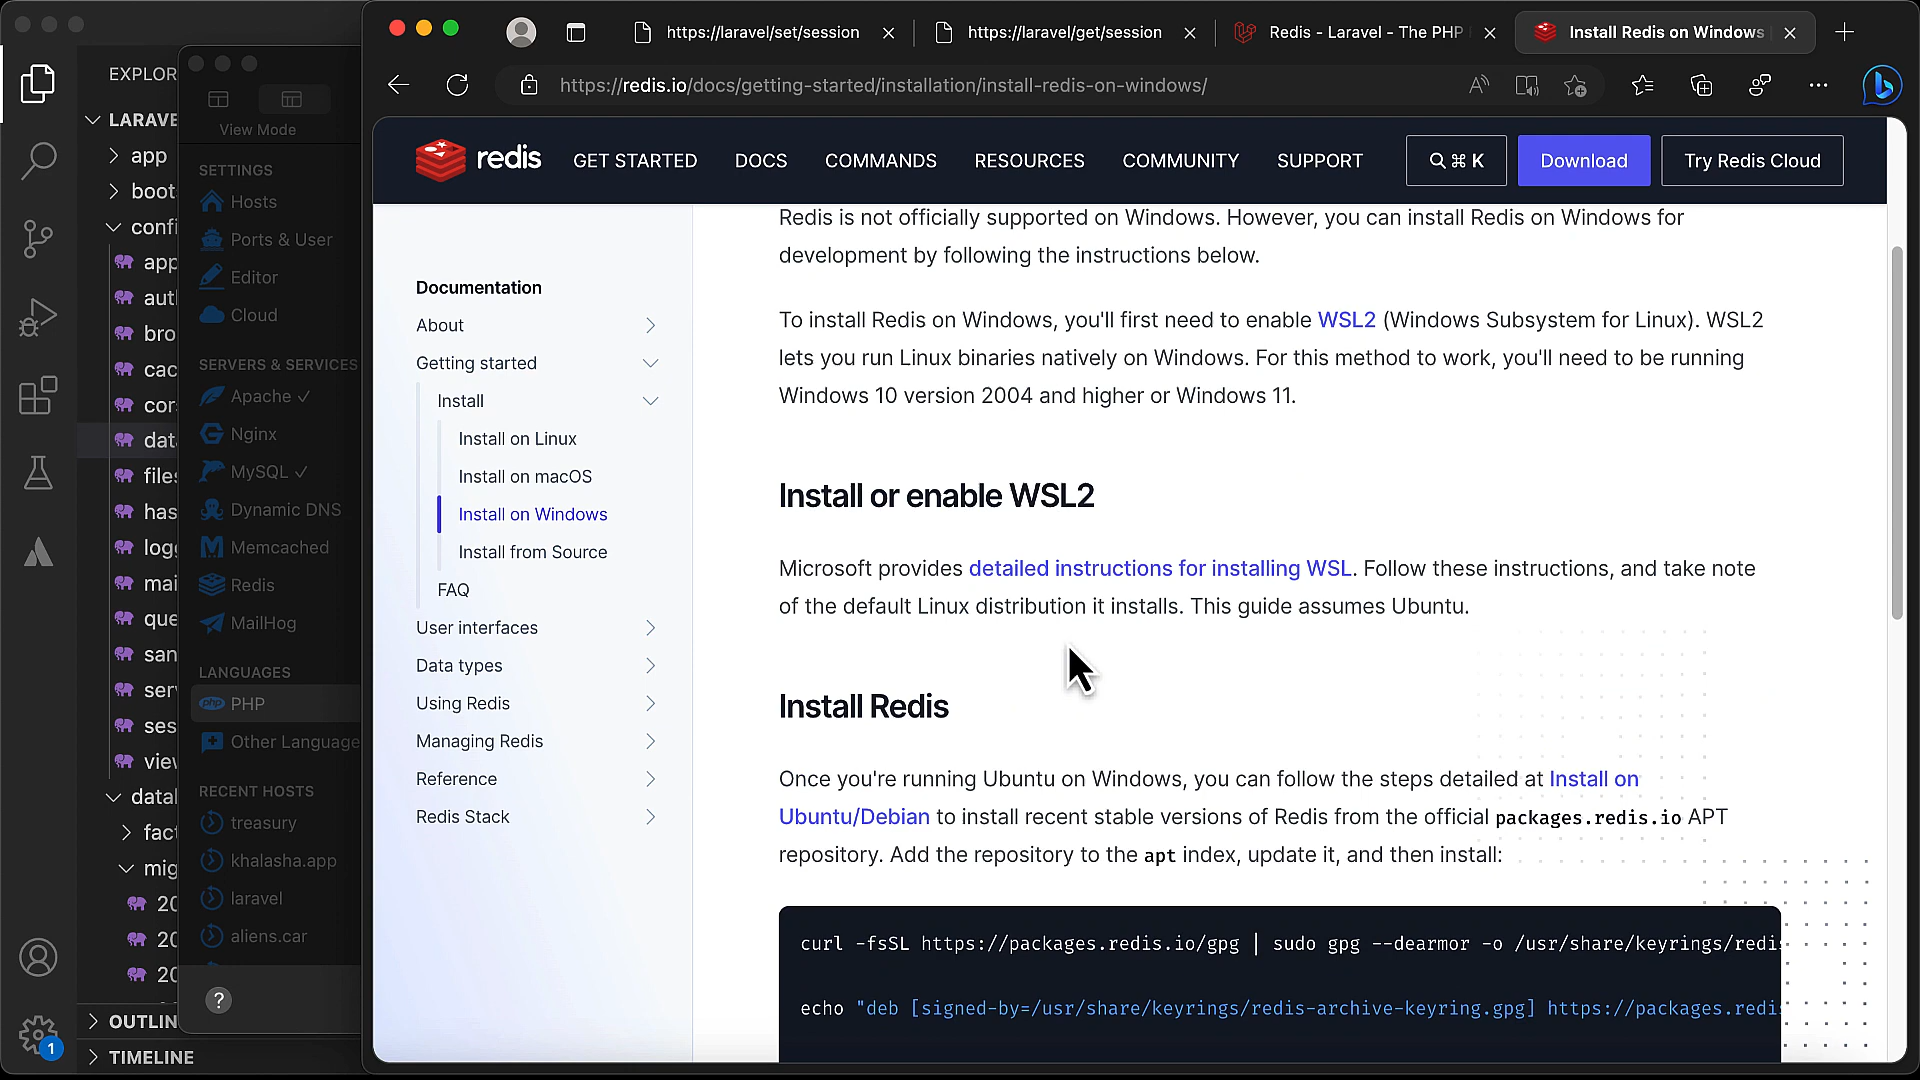 https://laravel/set/session
https://laravel/get/session
Redis - Laravel - The PHP
Install Redis on Windows
https://redis.io/docs/getting-started/installation/install-redis-on-windows/
redis
GET STARTED
DOCS
COMMANDS
RESOURCES
COMMUNITY
SUPPORT
⌘ K
Download
Try Redis Cloud
EXPLOR
LARAVE
app
boot
confi
app
aut
bro
cac
cor
dat
files
has
log
mai
que
san
ser
ses
view
datal
fact
mig
20
20
20
OUTLIN
TIMELINE
1
View Mode
SETTINGS
Hosts
Ports & User
Editor
Cloud
SERVERS & SERVICES
Apache ✓
Nginx
MySQL ✓
Dynamic DNS
Memcached
Redis
MailHog
LANGUAGES
php PHP
Other Language
RECENT HOSTS
treasury
khalasha.app
laravel
aliens.car
?
Documentation
About
Getting started
Install
Install on Linux
Install on macOS
Install on Windows
Install from Source
FAQ
User interfaces
Data types
Using Redis
Managing Redis
Reference
Redis Stack
Redis is not officially supported on Windows. However, you can install Redis on Windows for
development by following the instructions below.
To install Redis on Windows, you'll first need to enable WSL2 (Windows Subsystem for Linux). WSL2
lets you run Linux binaries natively on Windows. For this method to work, you'll need to be running
Windows 10 version 2004 and higher or Windows 11.
Install or enable WSL2
Microsoft provides detailed instructions for installing WSL. Follow these instructions, and take note
of the default Linux distribution it installs. This guide assumes Ubuntu.
Install Redis
Once you're running Ubuntu on Windows, you can follow the steps detailed at Install on
Ubuntu/Debian to install recent stable versions of Redis from the official packages.redis.io APT
repository. Add the repository to the apt index, update it, and then install:
curl -fsSL https://packages.redis.io/gpg | sudo gpg --dearmor -o /usr/share/keyrings/redis
echo "deb [signed-by=/usr/share/keyrings/redis-archive-keyring.gpg] https://packages.redi